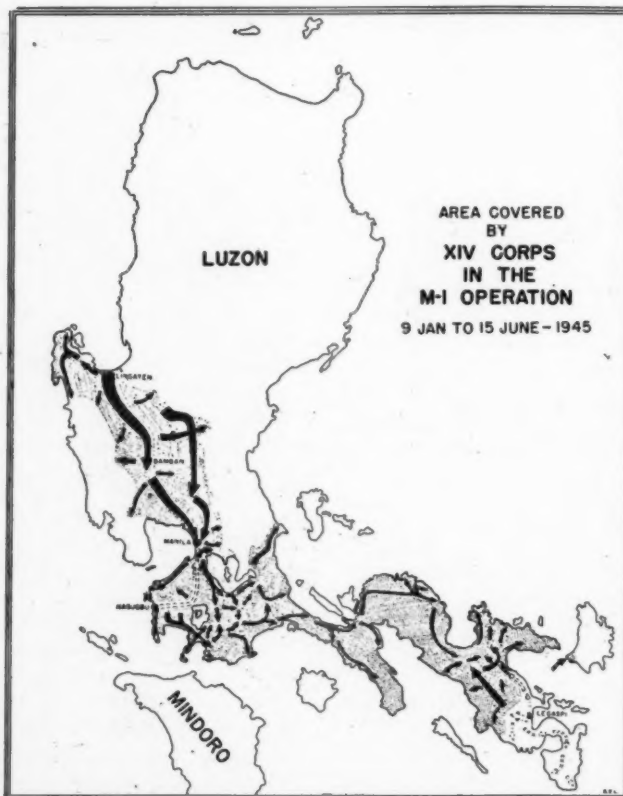 AREA COVERED
BY
XIV CORPS
IN THE
M-I OPERATION
9 JAN TO 15 JUNE-1945
LUZON
LINGAYEN
BAMBAN
MANILA
NASUGBU
LEGASPI
MINDORO